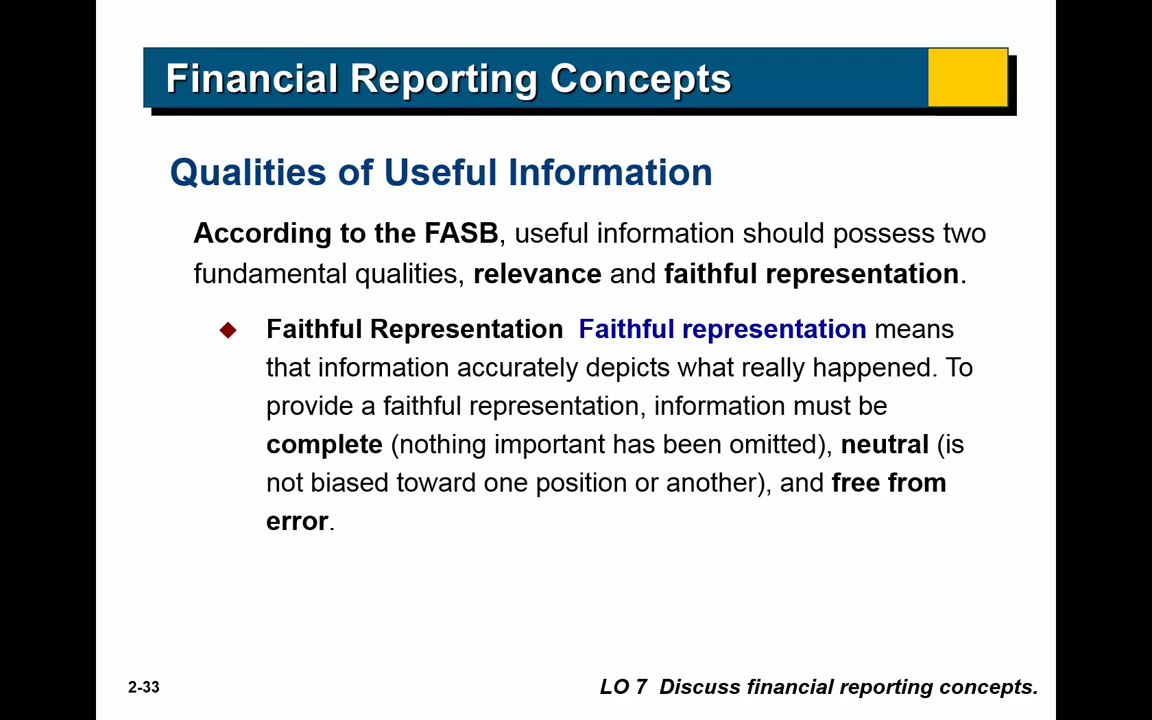 Financial Reporting Concepts
Qualities of Useful Information
According to the FASB, useful information should possess two
fundamental qualities, relevance and faithful representation.
Faithful Representation Faithful representation means
that information accurately depicts what really happened. To
provide a faithful representation, information must be
complete (nothing important has been omitted), neutral (is
not biased toward one position or another), and free from
error.
2-33
LO 7 Discuss financial reporting concepts.